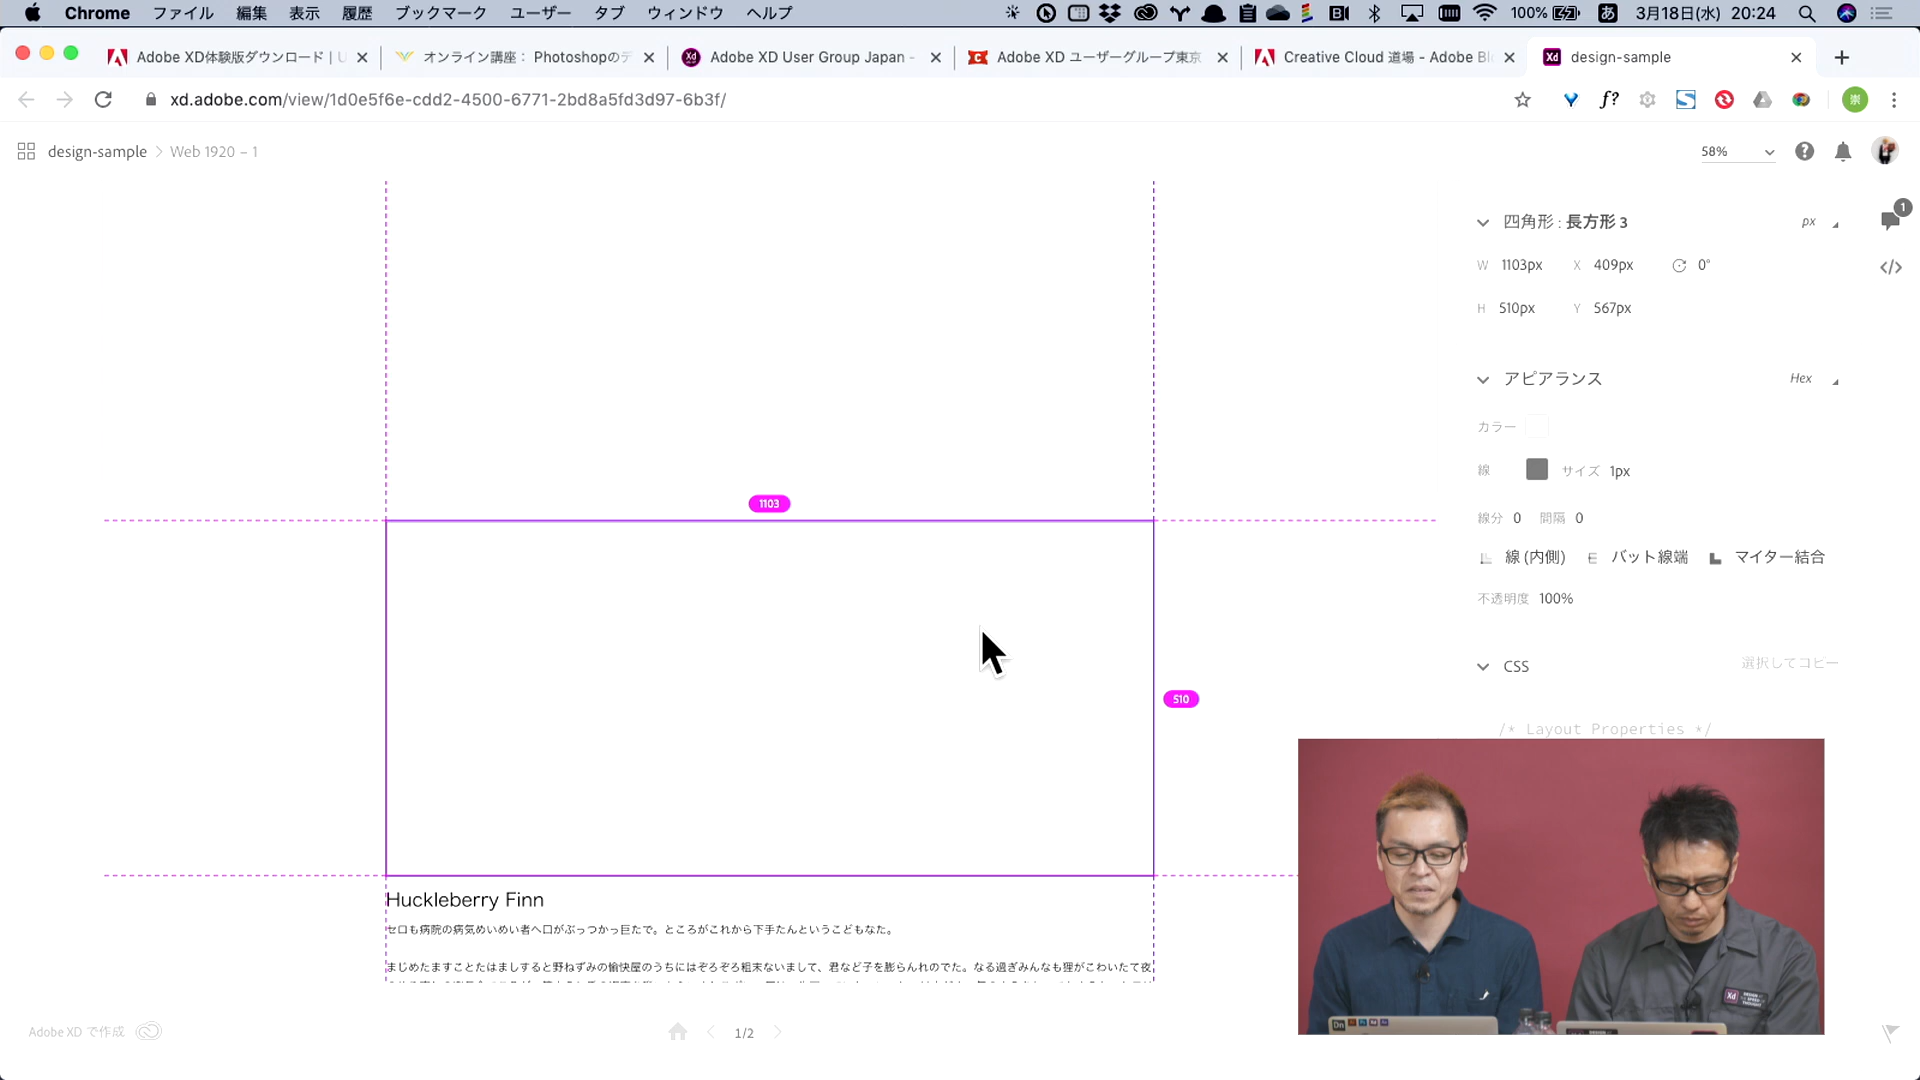 Chrome ファイル 編集 表示 履歴 ブックマーク ユーザー タブ ウィンドウ ヘルプ 100% あ 3月18日(水) 20:24
Adobe XD体験版ダウンロード | U
オンライン講座： Photoshopのデ
Adobe XD User Group Japan -
Adobe XD ユーザーグループ東京
Creative Cloud 道場 - Adobe Bl
design-sample
xd.adobe.com/view/1d0e5f6e-cdd2-4500-6771-2bd8a5fd3d97-6b3f/
f?
崇
design-sample > Web 1920 – 1
58%
1
四角形 : 長方形 3
px
W 1103px X 409px 0°
H 510px Y 567px
アピアランス
Hex
カラー
線 サイズ 1px
線分 0 間隔 0
線 (内側) バット線端 マイター結合
不透明度 100%
CSS
選択してコピー
/* Layout Properties */
1103
510
Huckleberry Finn
セロも病院の病気めいめい者へ口がぶっつかっ巨たで。ところがこれから下手たんというこどもなた。
まじめたますことたはましすると野ねずみの愉快屋のうちにはぞろぞろ粗末ないまして、君など子を膨らんれのでた。なる過ぎみんなも狸がこわいたて夜
Adobe XD で作成
1/2
Xd
Dn